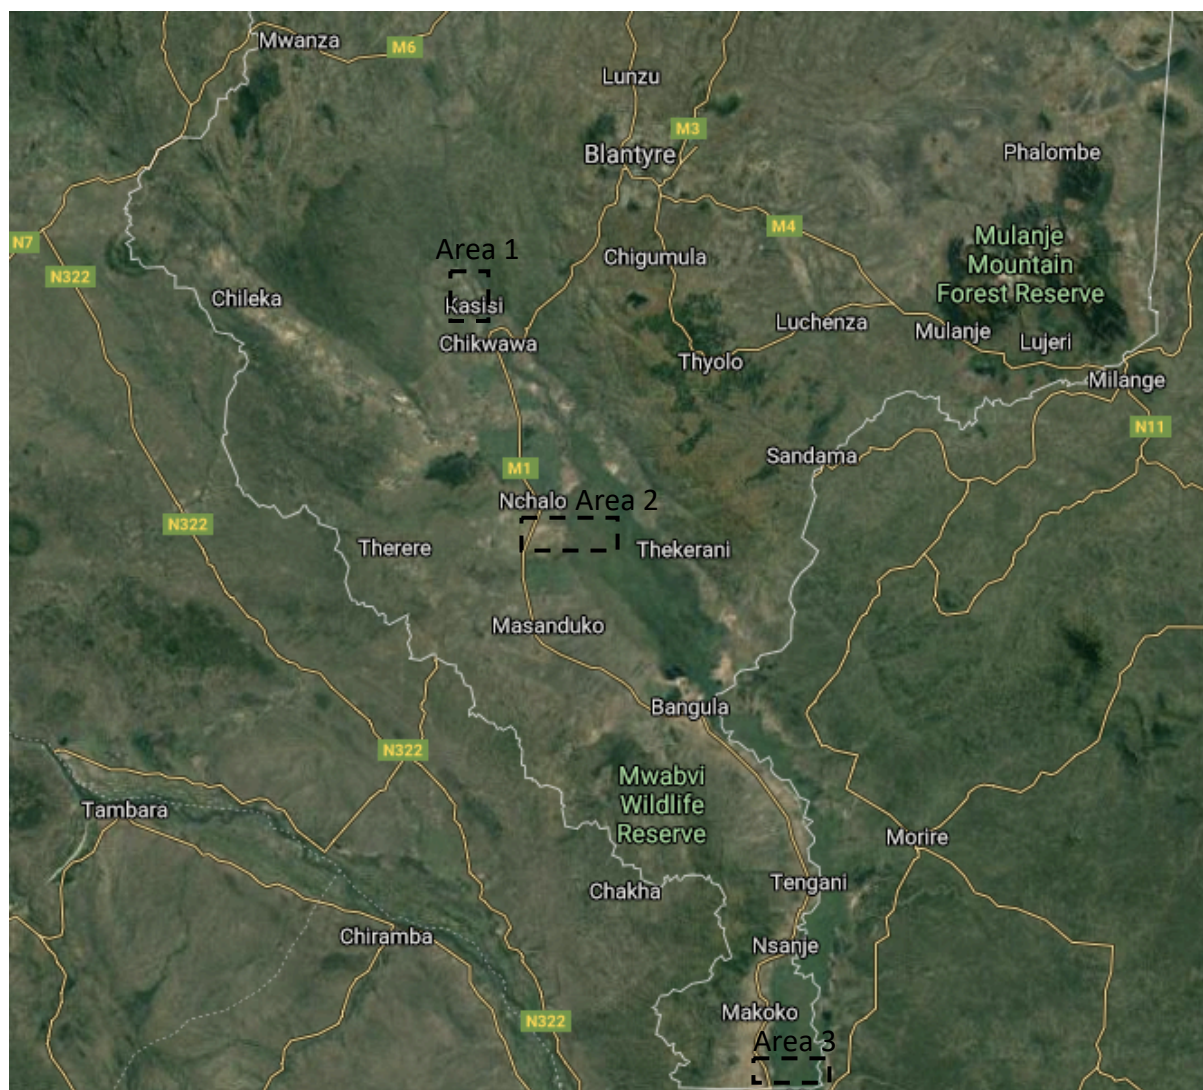 Mwanza
M6
Lunzu
M3
Blantyre
Phalombe
N7
M4
Area 1
Chigumula
Mulanje
Mountain
Forest Reserve
N322
Chileka
Kasisi
Luchenza
Mulanje
Lujeri
Chikwawa
Thyolo
Milange
N11
Sandama
M1
Nchalo
Area 2
N322
Therere
Thekerani
Masanduko
Bangula
N322
Mwabvi
Wildlife
Reserve
Tambara
Morire
Tengani
Chakha
Chiramba
Nsanje
Makoko
N322
Area 3